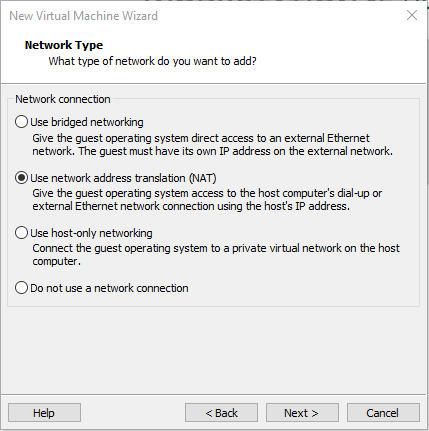 New Virtual Machine Wizard
Network Type
What type of network do you want to add?
Network connection
Use bridged networking
Give the guest operating system direct access to an external Ethernet
network. The guest must have its own IP address on the external network.
Use network address translation (NAT)
Give the guest operating system access to the host computer's dial-up or
external Ethernet network connection using the host's IP address.
Use host-only networking
Connect the guest operating system to a private virtual network on the host
computer.
Do not use a network connection
Help
< Back
Next >
Cancel